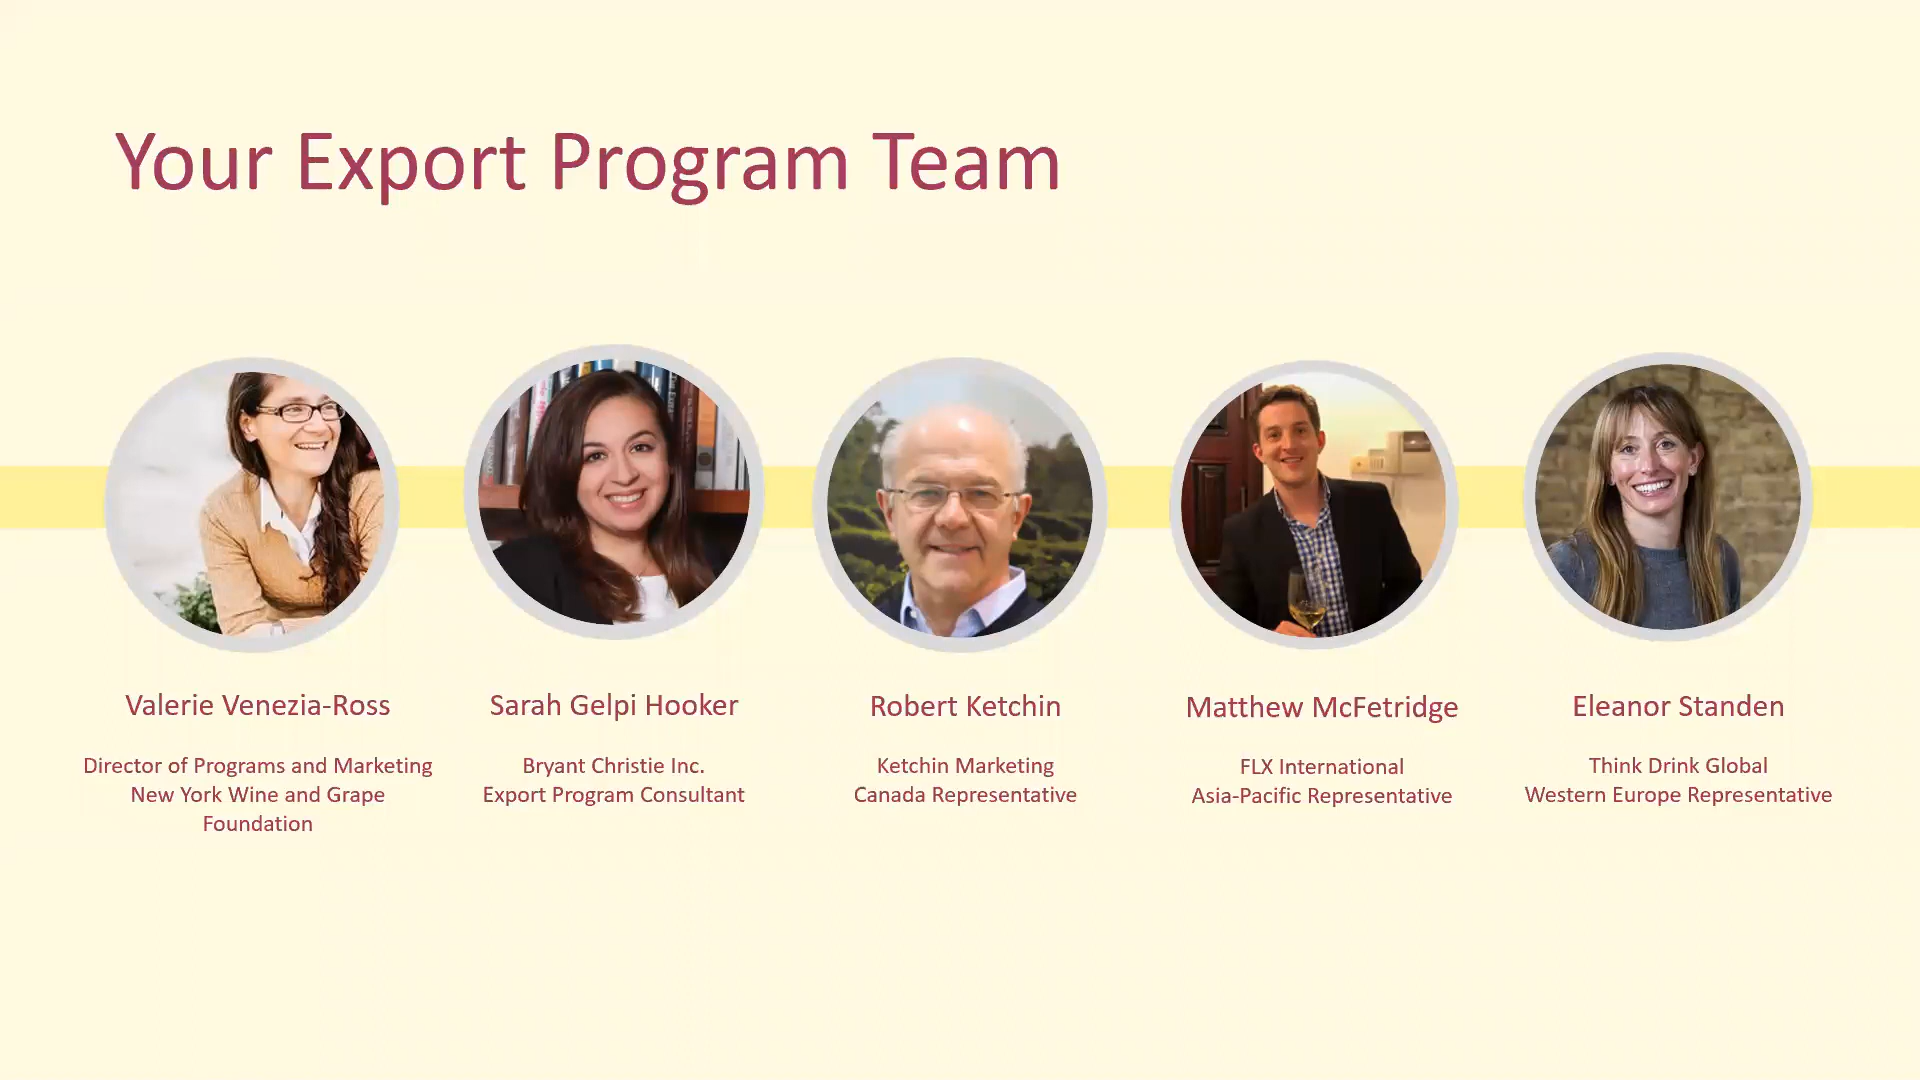 Your Export Program Team
Valerie Venezia-Ross
Director of Programs and Marketing
New York Wine and Grape
Foundation
Sarah Gelpi Hooker
Bryant Christie Inc.
Export Program Consultant
Robert Ketchin
Ketchin Marketing
Canada Representative
Matthew McFetridge
FLX International
Asia-Pacific Representative
Eleanor Standen
Think Drink Global
Western Europe Representative